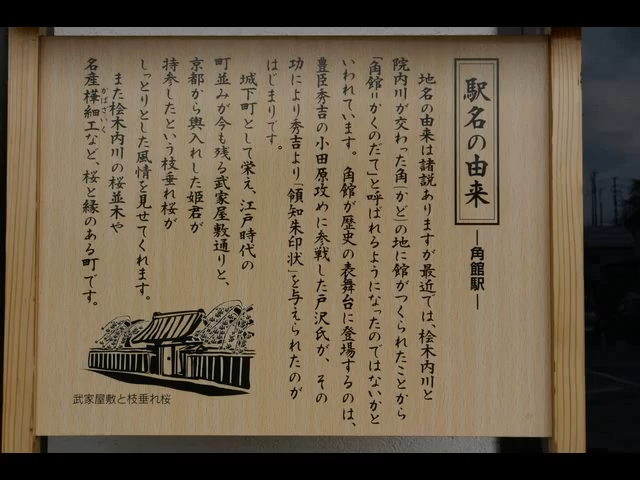 駅名の由来
―角館駅―
地名の由来は諸説ありますが最近では、桧木内川と
院内川が交わった角(かど)の地に館がつくられたことから
「角館=かくのだて」と呼ばれるようになったのではないかと
いわれています。角館が歴史の表舞台に登場するのは、
豊臣秀吉の小田原攻めに参戦した戸沢氏が、その
功により秀吉より「領知朱印状」を与えられたのが
はじまりです。
城下町として栄え、江戸時代の
町並みが今も残る武家屋敷通りと、
京都から輿入れした姫君が
持参したという枝垂れ桜が
しっとりとした風情を見せてくれます。
また桧木内川の桜並木や
名産樺細工など、桜と縁のある町です。
かばざいく
武家屋敷と枝垂れ桜